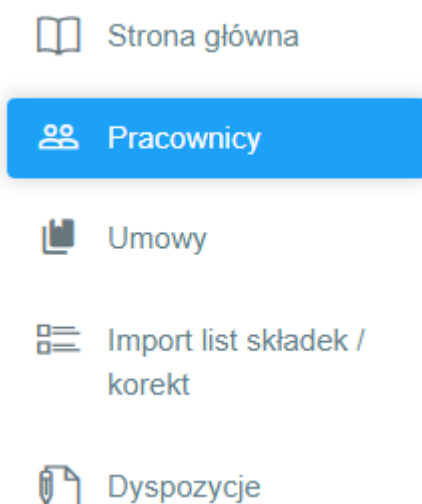 Strona główna
Pracownicy
Umowy
Import list składek /
korekt
Dyspozycje